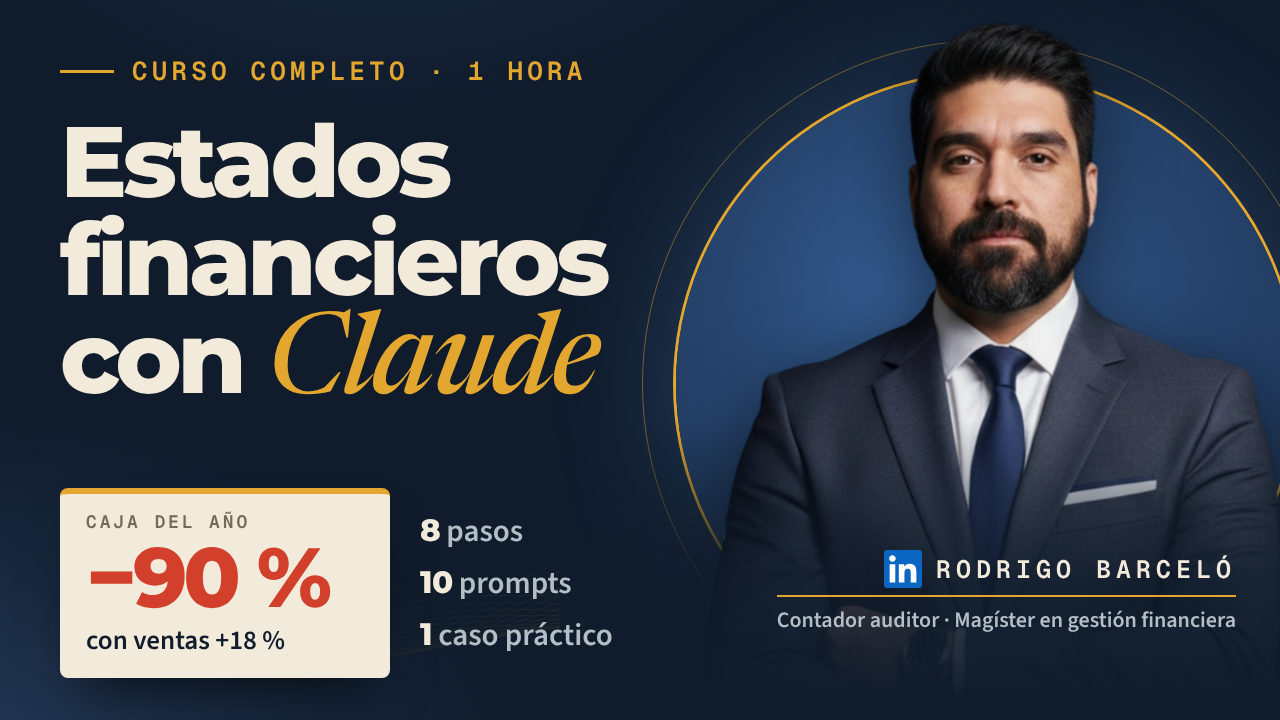 CURSO COMPLETO · 1 HORA
Estados
financieros
con Claude
CAJA DEL AÑO
−90 %
con ventas +18 %
8 pasos
10 prompts
1 caso práctico
in RODRIGO BARCELÓ
Contador auditor · Magíster en gestión financiera